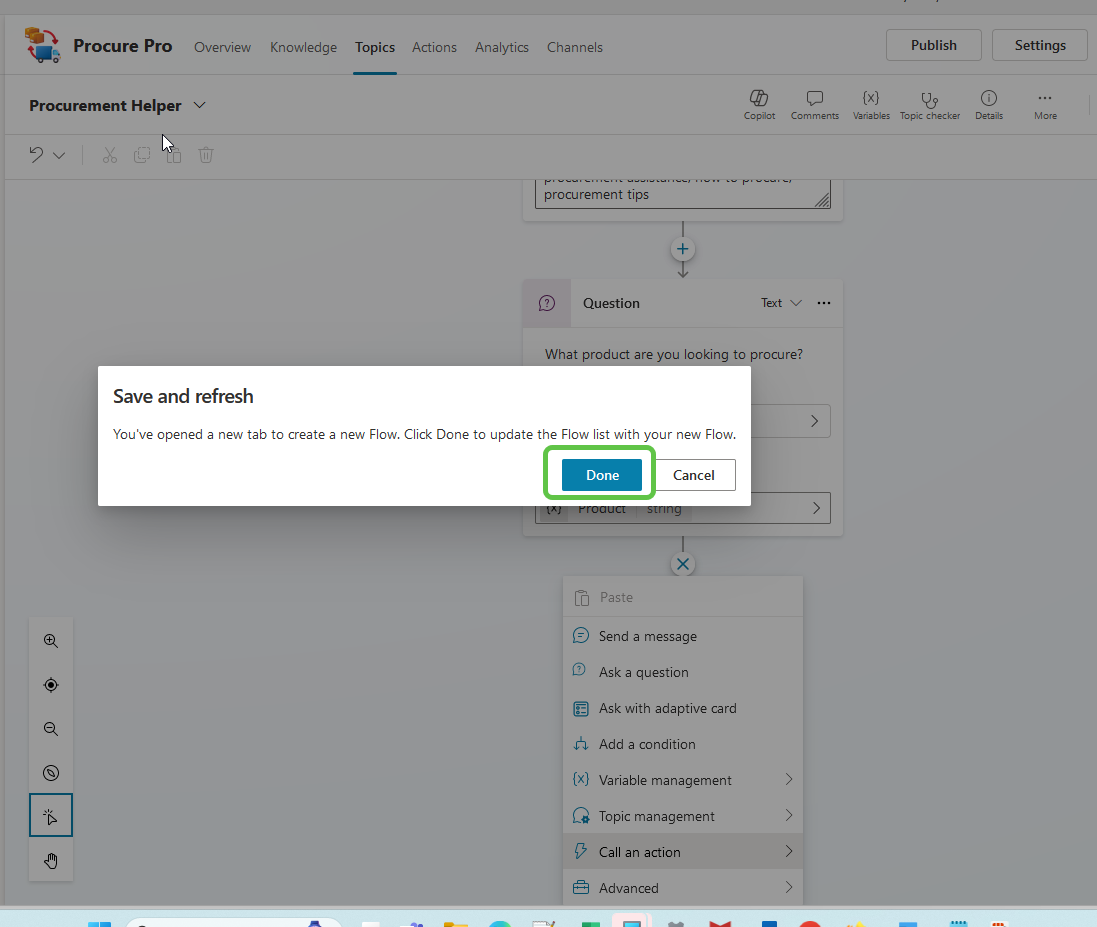 Procure Pro
Overview
Knowledge
Topics
Actions
Analytics
Channels
Publish
Settings
Procurement Helper
Copilot
Comments
Variables
Topic checker
Details
More
procurement assistance, how to procure,
procurement tips
Question
Text
What product are you looking to procure?
Save and refresh
You've opened a new tab to create a new Flow. Click Done to update the Flow list with your new Flow.
Done
Cancel
{x} Product string
Paste
Send a message
Ask a question
Ask with adaptive card
Add a condition
Variable management
Topic management
Call an action
Advanced